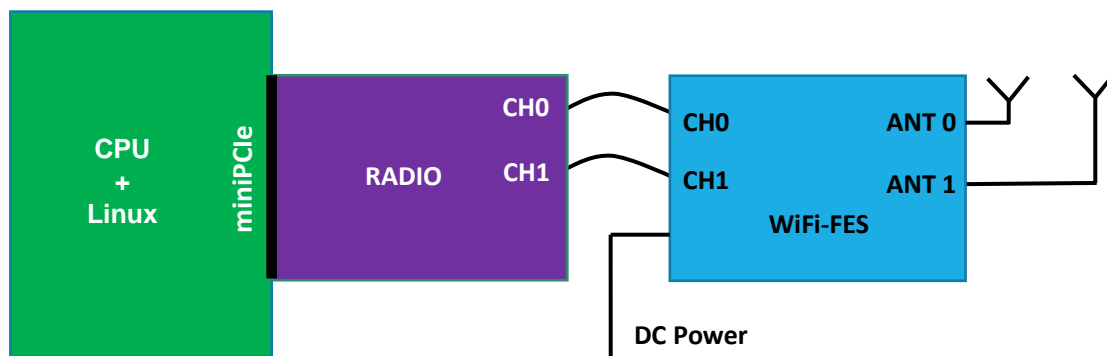 CPU
+
Linux
miniPCIe
RADIO
CH0
CH1
CH0
CH1
ANT 0
ANT 1
WiFi-FES
DC Power